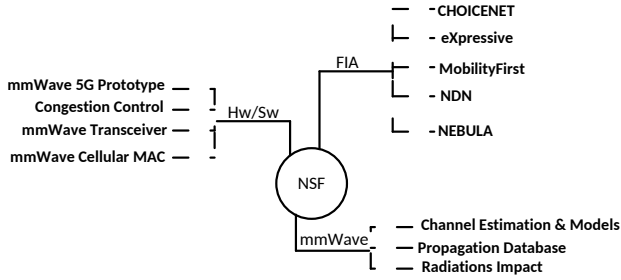 CHOICENET
eXpressive
FIA
MobilityFirst
NDN
NEBULA
mmWave 5G Prototype
Congestion Control
mmWave Transceiver
mmWave Cellular MAC
Hw/Sw
NSF
mmWave
Channel Estimation & Models
Propagation Database
Radiations Impact